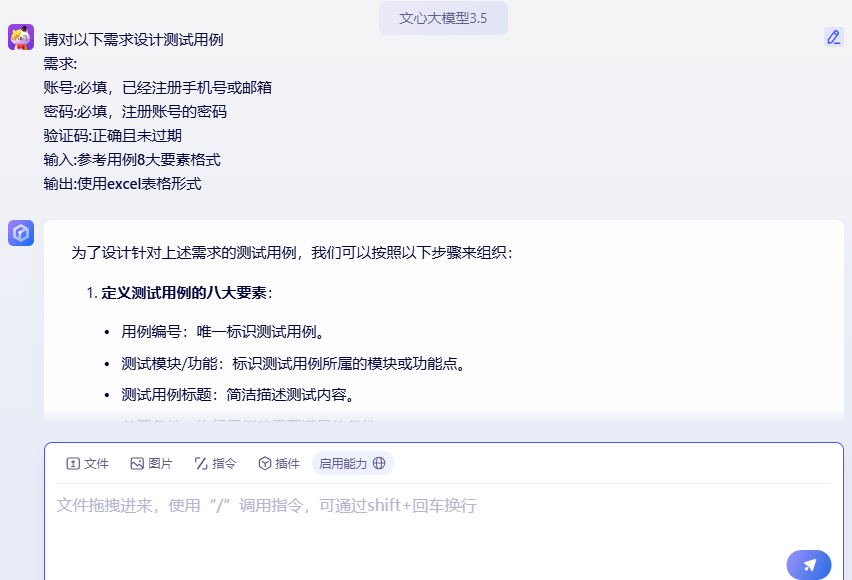 文心大模型3.5
请对以下需求设计测试用例
需求:
账号:必填，已经注册手机号或邮箱
密码:必填，注册账号的密码
验证码:正确且未过期
输入:参考用例8大要素格式
输出:使用excel表格形式
为了设计针对上述需求的测试用例，我们可以按照以下步骤来组织：
1. 定义测试用例的八大要素：
• 用例编号：唯一标识测试用例。
• 测试模块/功能：标识测试用例所属的模块或功能点。
• 测试用例标题：简洁描述测试内容。
文件 图片 指令 插件 启用能力
文件拖拽进来，使用“/”调用指令，可通过shift+回车换行